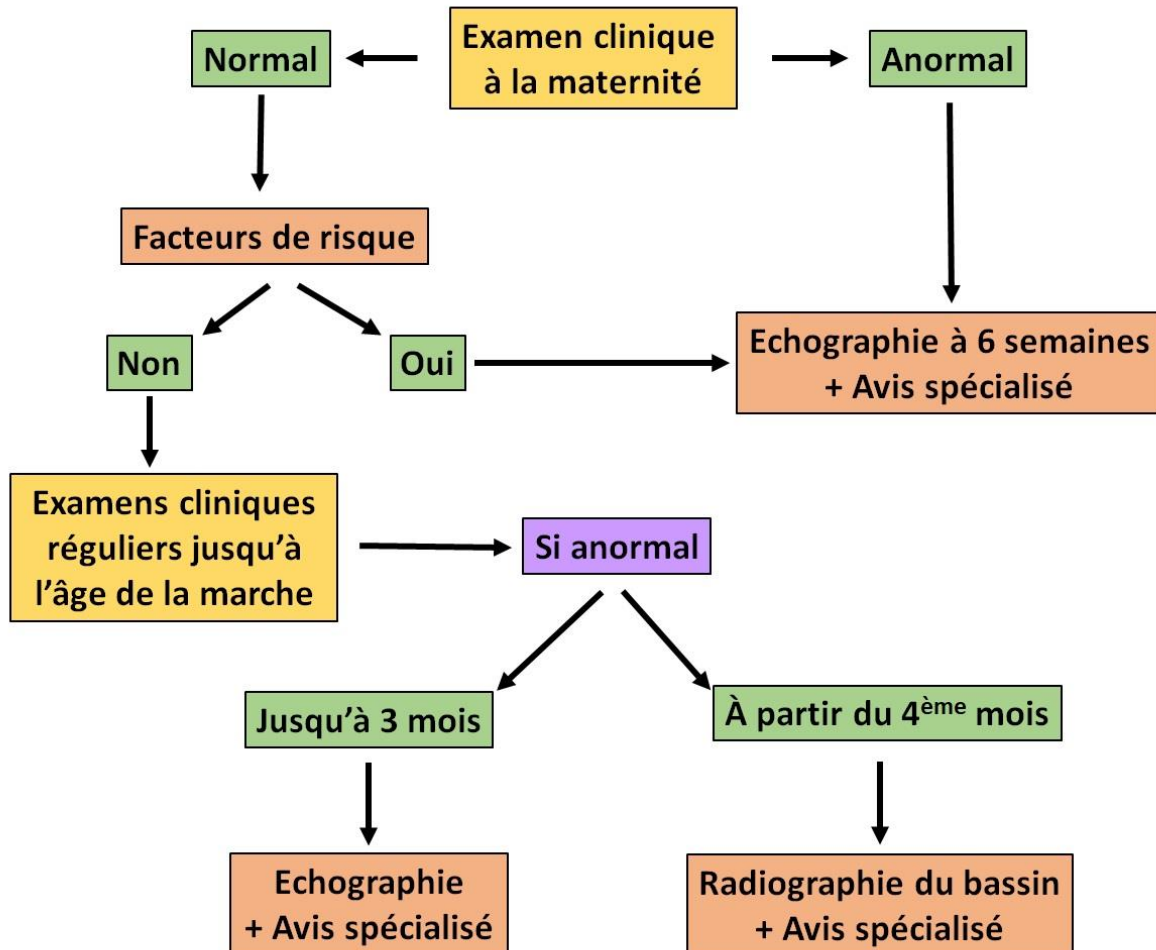 Normal
Examen clinique
à la maternité
Anormal
Facteurs de risque
Non
Oui
Echographie à 6 semaines
+ Avis spécialisé
Examens cliniques
réguliers jusqu'à
l'âge de la marche
Si anormal
Jusqu'à 3 mois
À partir du 4ème mois
Echographie
+ Avis spécialisé
Radiographie du bassin
+ Avis spécialisé